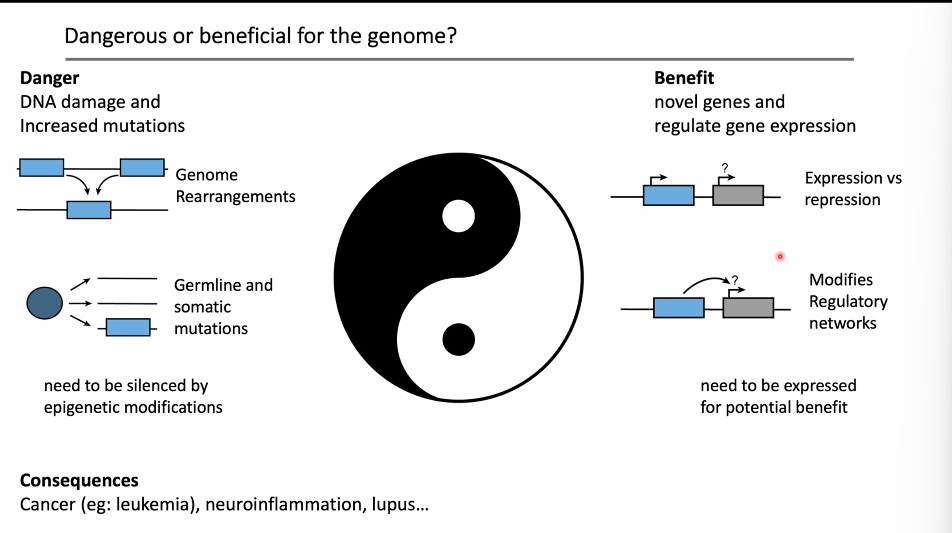 Dangerous or beneficial for the genome?
Danger
DNA damage and
Increased mutations
Genome
Rearrangements
Germline and
somatic
mutations
need to be silenced by
epigenetic modifications
Benefit
novel genes and
regulate gene expression
?
Expression vs
repression
?
Modifies
Regulatory
networks
need to be expressed
for potential benefit
Consequences
Cancer (eg: leukemia), neuroinflammation, lupus...